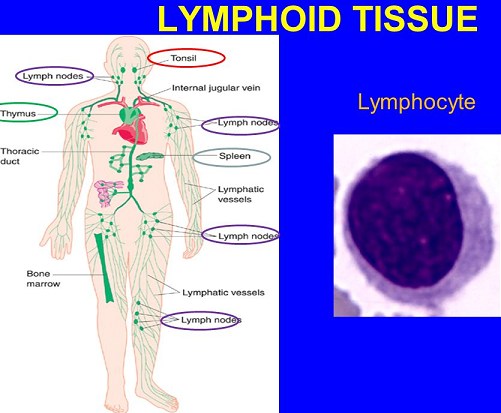 LYMPHOID TISSUE
Tonsil
Lymph nodes
Internal jugular vein
Thymus
Lymph nodes
Thoracic
duct
Spleen
Lymphatic
vessels
Lymph nodes
Bone
marrow
Lymphatic vessels
Lymph nodes
Lymphocyte